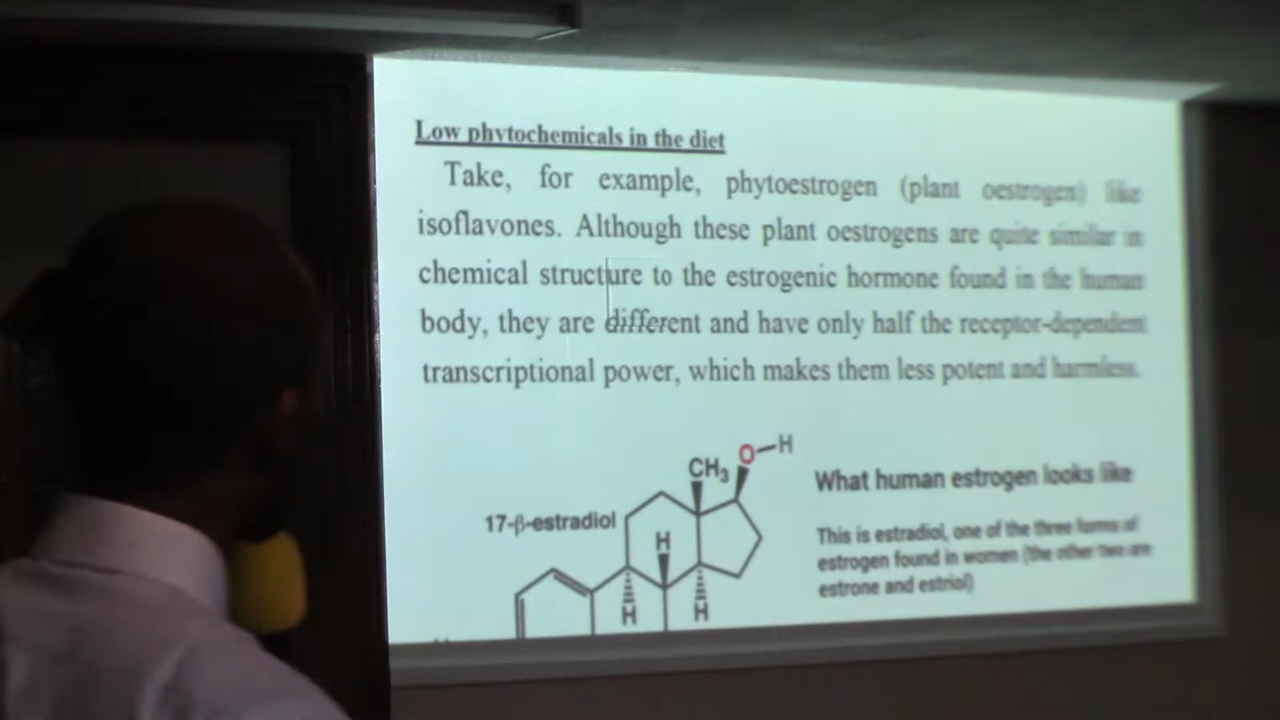 Low phytochemicals in the diet
Take, for example, phytoestrogen (plant oestrogen) like
isoflavones. Although these plant oestrogens are quite similar in
chemical structure to the estrogenic hormone found in the human
body, they are different and have only half the receptor-dependent
transcriptional power, which makes them less potent and harmless.
CH3
O-H
17-β-estradiol
H
H
H
What human estrogen looks like
This is estradiol, one of the three forms of
estrogen found in women (the other two are
estrone and estriol)